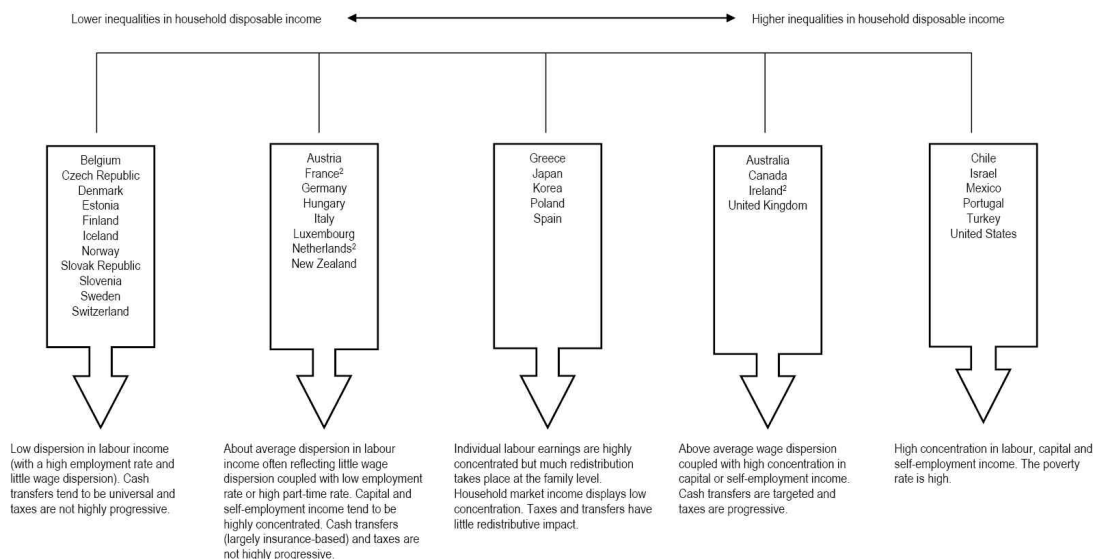 Lower inequalities in household disposable income
Higher inequalities in household disposable income
Belgium
Czech Republic
Denmark
Estonia
Finland
Iceland
Norway
Slovak Republic
Slovenia
Sweden
Switzerland
Austria
France²
Germany
Hungary
Italy
Luxembourg
Netherlands²
New Zealand
Greece
Japan
Korea
Poland
Spain
Australia
Canada
Ireland²
United Kingdom
Chile
Israel
Mexico
Portugal
Turkey
United States
Low dispersion in labour income
(with a high employment rate and
little wage dispersion). Cash
transfers tend to be universal and
taxes are not highly progressive.
About average dispersion in labour
income often reflecting little wage
dispersion coupled with low employment
rate or high part-time rate. Capital and
self-employment income tend to be
highly concentrated. Cash transfers
(largely insurance-based) and taxes are
not highly progressive.
Individual labour earnings are highly
concentrated but much redistribution
takes place at the family level.
Household market income displays low
concentration. Taxes and transfers have
little redistributive impact.
Above average wage dispersion
coupled with high concentration in
capital or self-employment income.
Cash transfers are targeted and
taxes are progressive.
High concentration in labour, capital and
self-employment income. The poverty
rate is high.